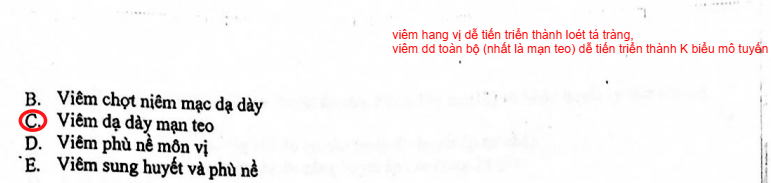 viêm hang vị dễ tiến triển thành loét tá tràng,
viêm dd toàn bộ (nhất là mạn teo) dễ tiến triển thành K biểu mô tuyến
B. Viêm chợt niêm mạc dạ dày
C. Viêm dạ dày mạn teo
D. Viêm phù nề môn vị
E. Viêm sung huyết và phù nề